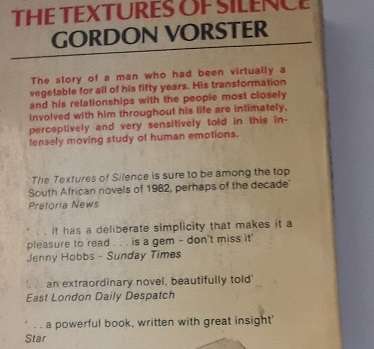 THE TEXTURES OF SILENCE
GORDON VORSTER
The story of a man who had been virtually a
vegetable for all of his fifty years. His transformation
and his relationships with the people most closely
involved with him throughout his life are intimately,
perceptively and very sensitively told in this in-
tensely moving study of human emotions.
'The Textures of Silence is sure to be among the top
South African novels of 1982, perhaps of the decade'
Pretoria News
'. . . It has a deliberate simplicity that makes it a
pleasure to read . . . is a gem - don't miss it'
Jenny Hobbs - Sunday Times
'. . . an extraordinary novel, beautifully told'
East London Daily Despatch
'. . . a powerful book, written with great insight'
Star